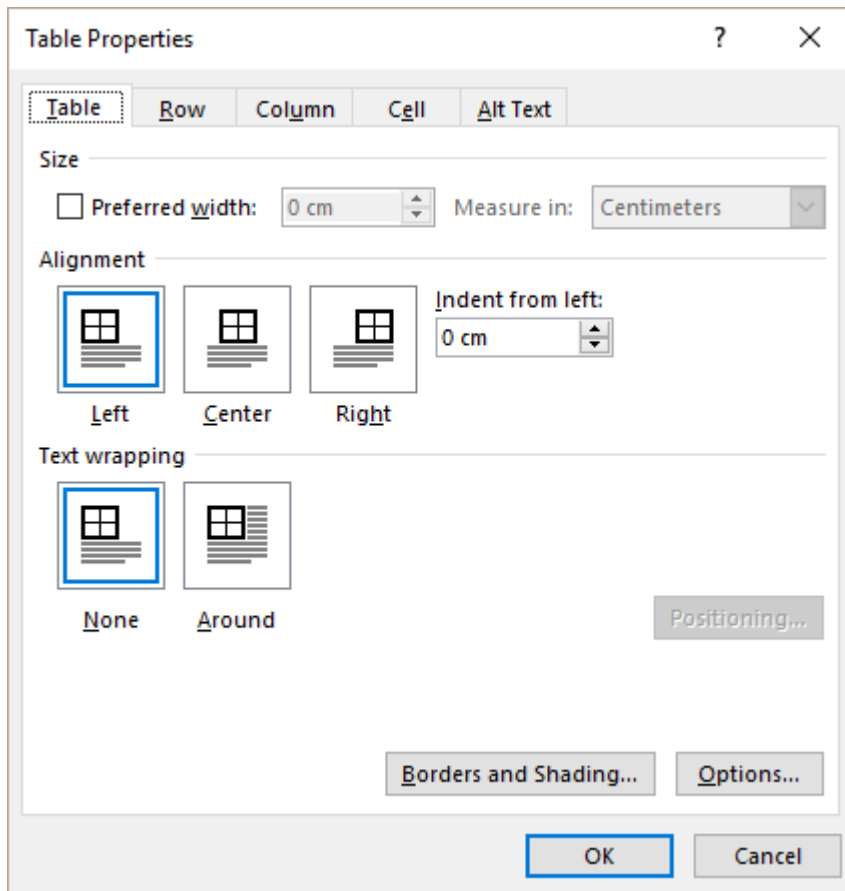 Table Properties ?
Table Row Column Cell Alt Text
Size
Preferred width: 0 cm Measure in: Centimeters
Alignment
Indent from left:
0 cm
Left Center Right
Text wrapping
None Around
Positioning...
Borders and Shading... Options...
OK Cancel